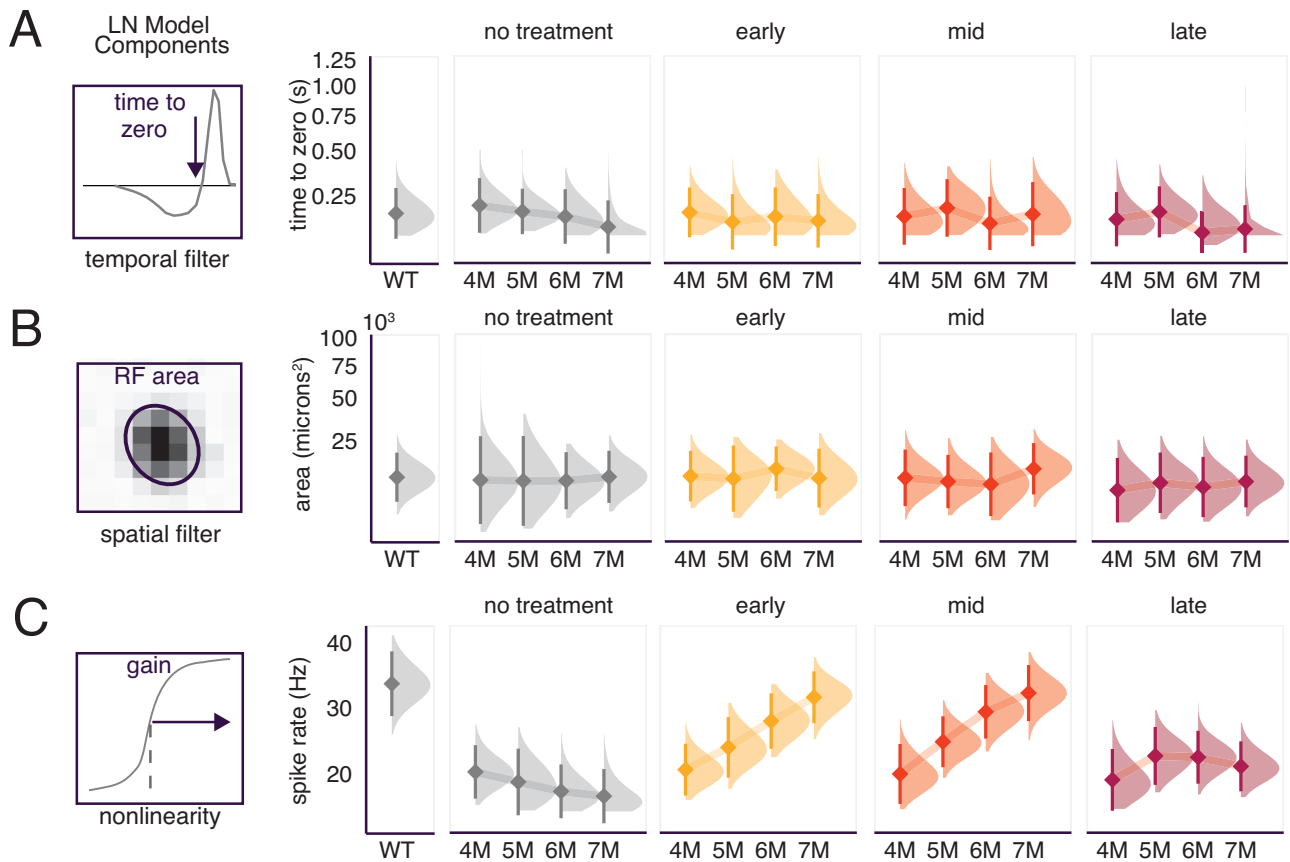 A
LN Model
Components
no treatment
early
mid
late
time to
zero
temporal filter
time to zero (s)
1.25
1.00
0.75
0.50
0.25
WT
4M 5M 6M 7M
4M 5M 6M 7M
4M 5M 6M 7M
4M 5M 6M 7M
B
no treatment
early
mid
late
RF area
spatial filter
area (microns²)
10³
100
75
50
25
WT
4M 5M 6M 7M
4M 5M 6M 7M
4M 5M 6M 7M
4M 5M 6M 7M
C
no treatment
early
mid
late
gain
nonlinearity
spike rate (Hz)
40
30
20
WT
4M 5M 6M 7M
4M 5M 6M 7M
4M 5M 6M 7M
4M 5M 6M 7M